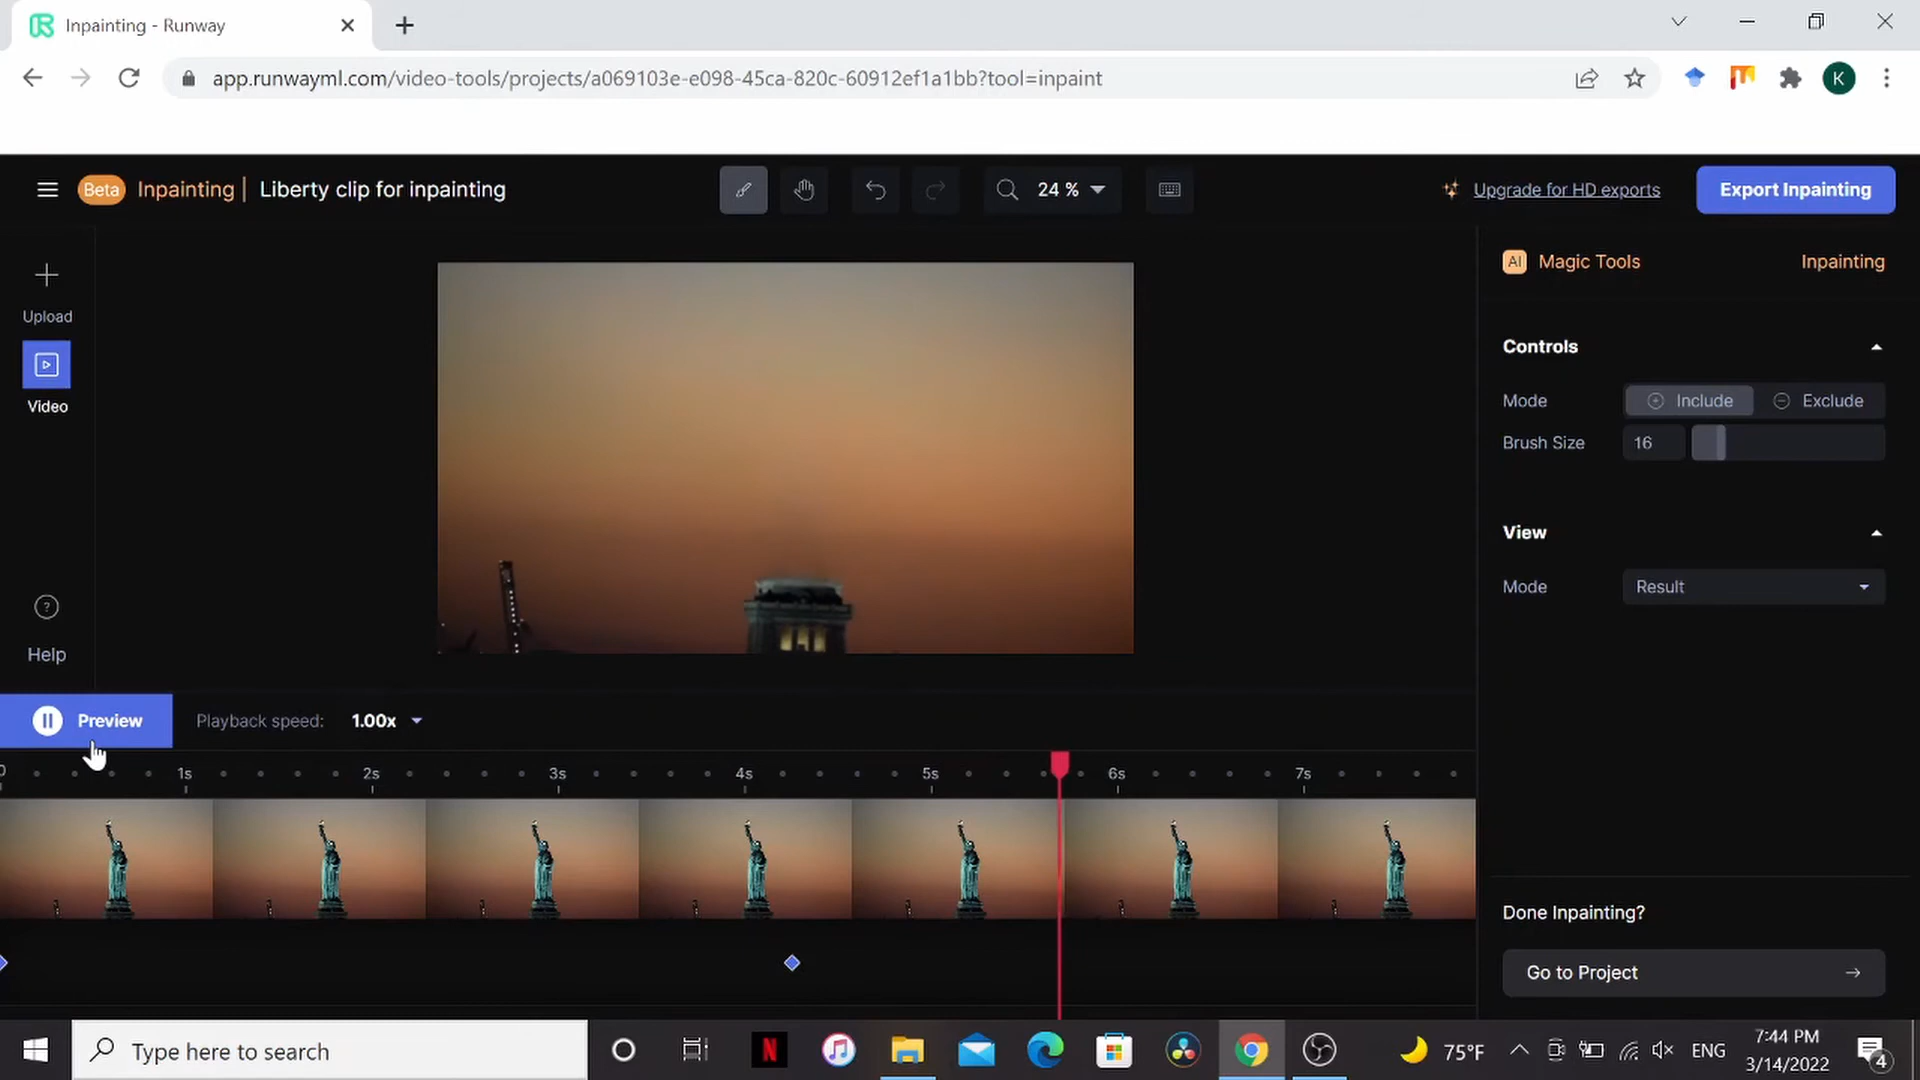 Inpainting - Runway
app.runwayml.com/video-tools/projects/a069103e-e098-45ca-820c-60912ef1a1bb?tool=inpaint
K
Beta Inpainting | Liberty clip for inpainting
24 %
Upgrade for HD exports
Export Inpainting
Upload
Video
Help
AI Magic Tools
Inpainting
Controls
Mode
Include
Exclude
Brush Size
16
View
Mode
Result
Preview
Playback speed: 1.00x
0 1s 2s 3s 4s 5s 6s 7s
Done Inpainting?
Go to Project
Type here to search
N
75°F
ENG
7:44 PM
3/14/2022
4